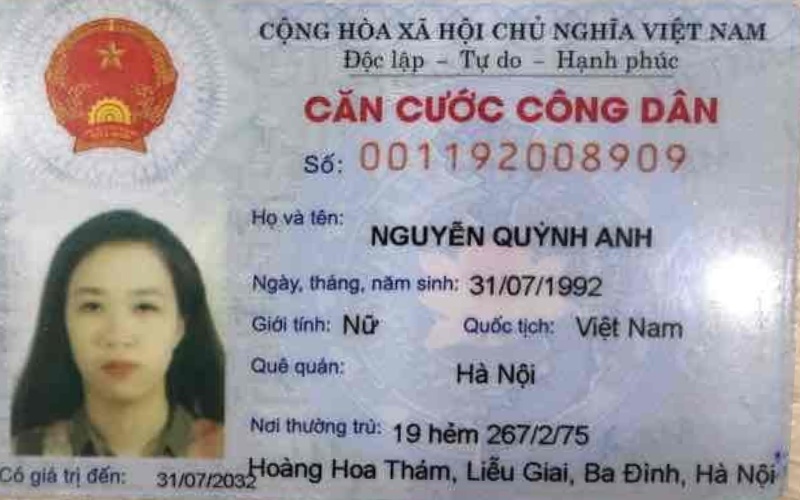 CỘNG HÒA XÃ HỘI CHỦ NGHĨA VIỆT NAM
Độc lập – Tự do – Hạnh phúc
CĂN CƯỚC CÔNG DÂN
Số: 001192008909
Họ và tên: NGUYỄN QUỲNH ANH
Ngày, tháng, năm sinh: 31/07/1992
Giới tính: Nữ Quốc tịch: Việt Nam
Quê quán: Hà Nội
Nơi thường trú: 19 hẻm 267/2/75
Hoàng Hoa Thám, Liễu Giai, Ba Đình, Hà Nội
Có giá trị đến: 31/07/2032